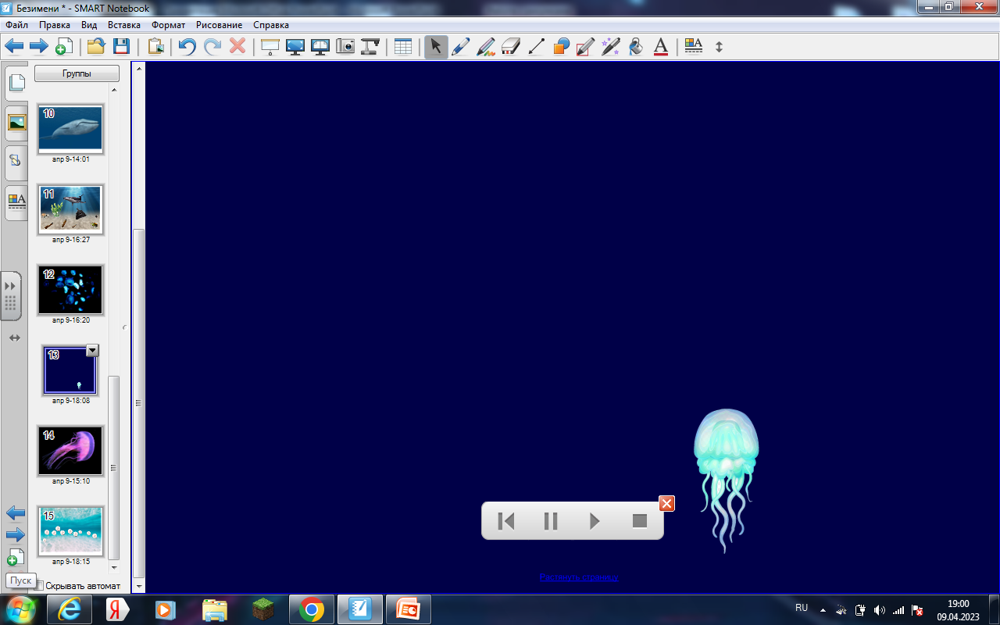 Безимени * - SMART Notebook
Файл Правка Вид Вставка Формат Рисование Справка
Группы
10
апр 9-14:01
11
апр 9-16:27
12
апр 9-16:20
13
апр 9-18:08
14
апр 9-15:10
15
апр 9-18:15
Пуск
Скрывать автомат
Растянуть страницу
RU
19:00
09.04.2023